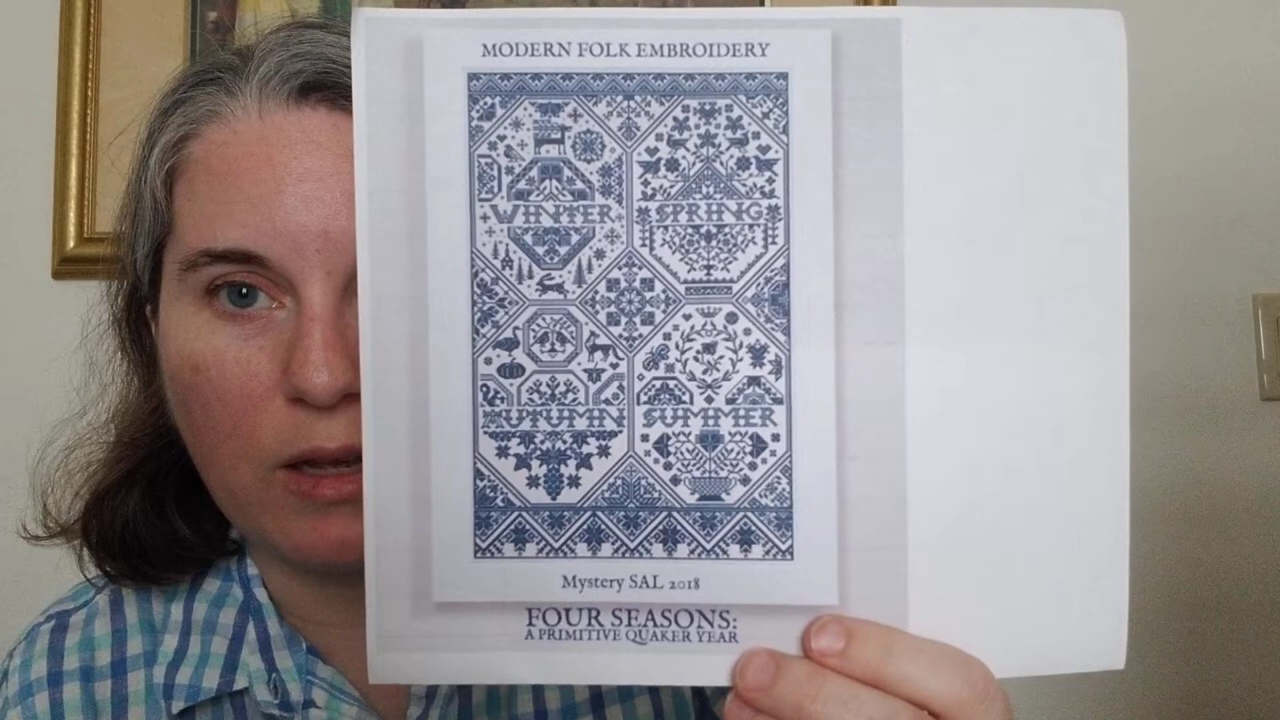 MODERN FOLK EMBROIDERY
WINTER SPRING
AUTUMN SUMMER
Mystery SAL 2018
FOUR SEASONS:
A PRIMITIVE QUAKER YEAR